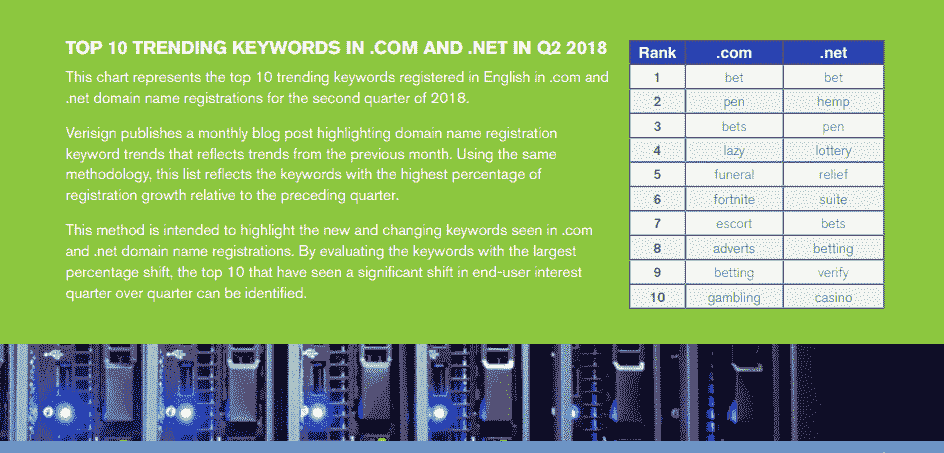 TOP 10 TRENDING KEYWORDS IN .COM AND .NET IN Q2 2018
This chart represents the top 10 trending keywords registered in English in .com and
.net domain name registrations for the second quarter of 2018.
Verisign publishes a monthly blog post highlighting domain name registration
keyword trends that reflects trends from the previous month. Using the same
methodology, this list reflects the keywords with the highest percentage of
registration growth relative to the preceding quarter.
This method is intended to highlight the new and changing keywords seen in .com
and .net domain name registrations. By evaluating the keywords with the largest
percentage shift, the top 10 that have seen a significant shift in end-user interest
quarter over quarter can be identified.
Rank .com .net
1 bet bet
2 pen hemp
3 bets pen
4 lazy lottery
5 funeral relief
6 fortnite suite
7 escort bets
8 adverts betting
9 betting verify
10 gambling casino